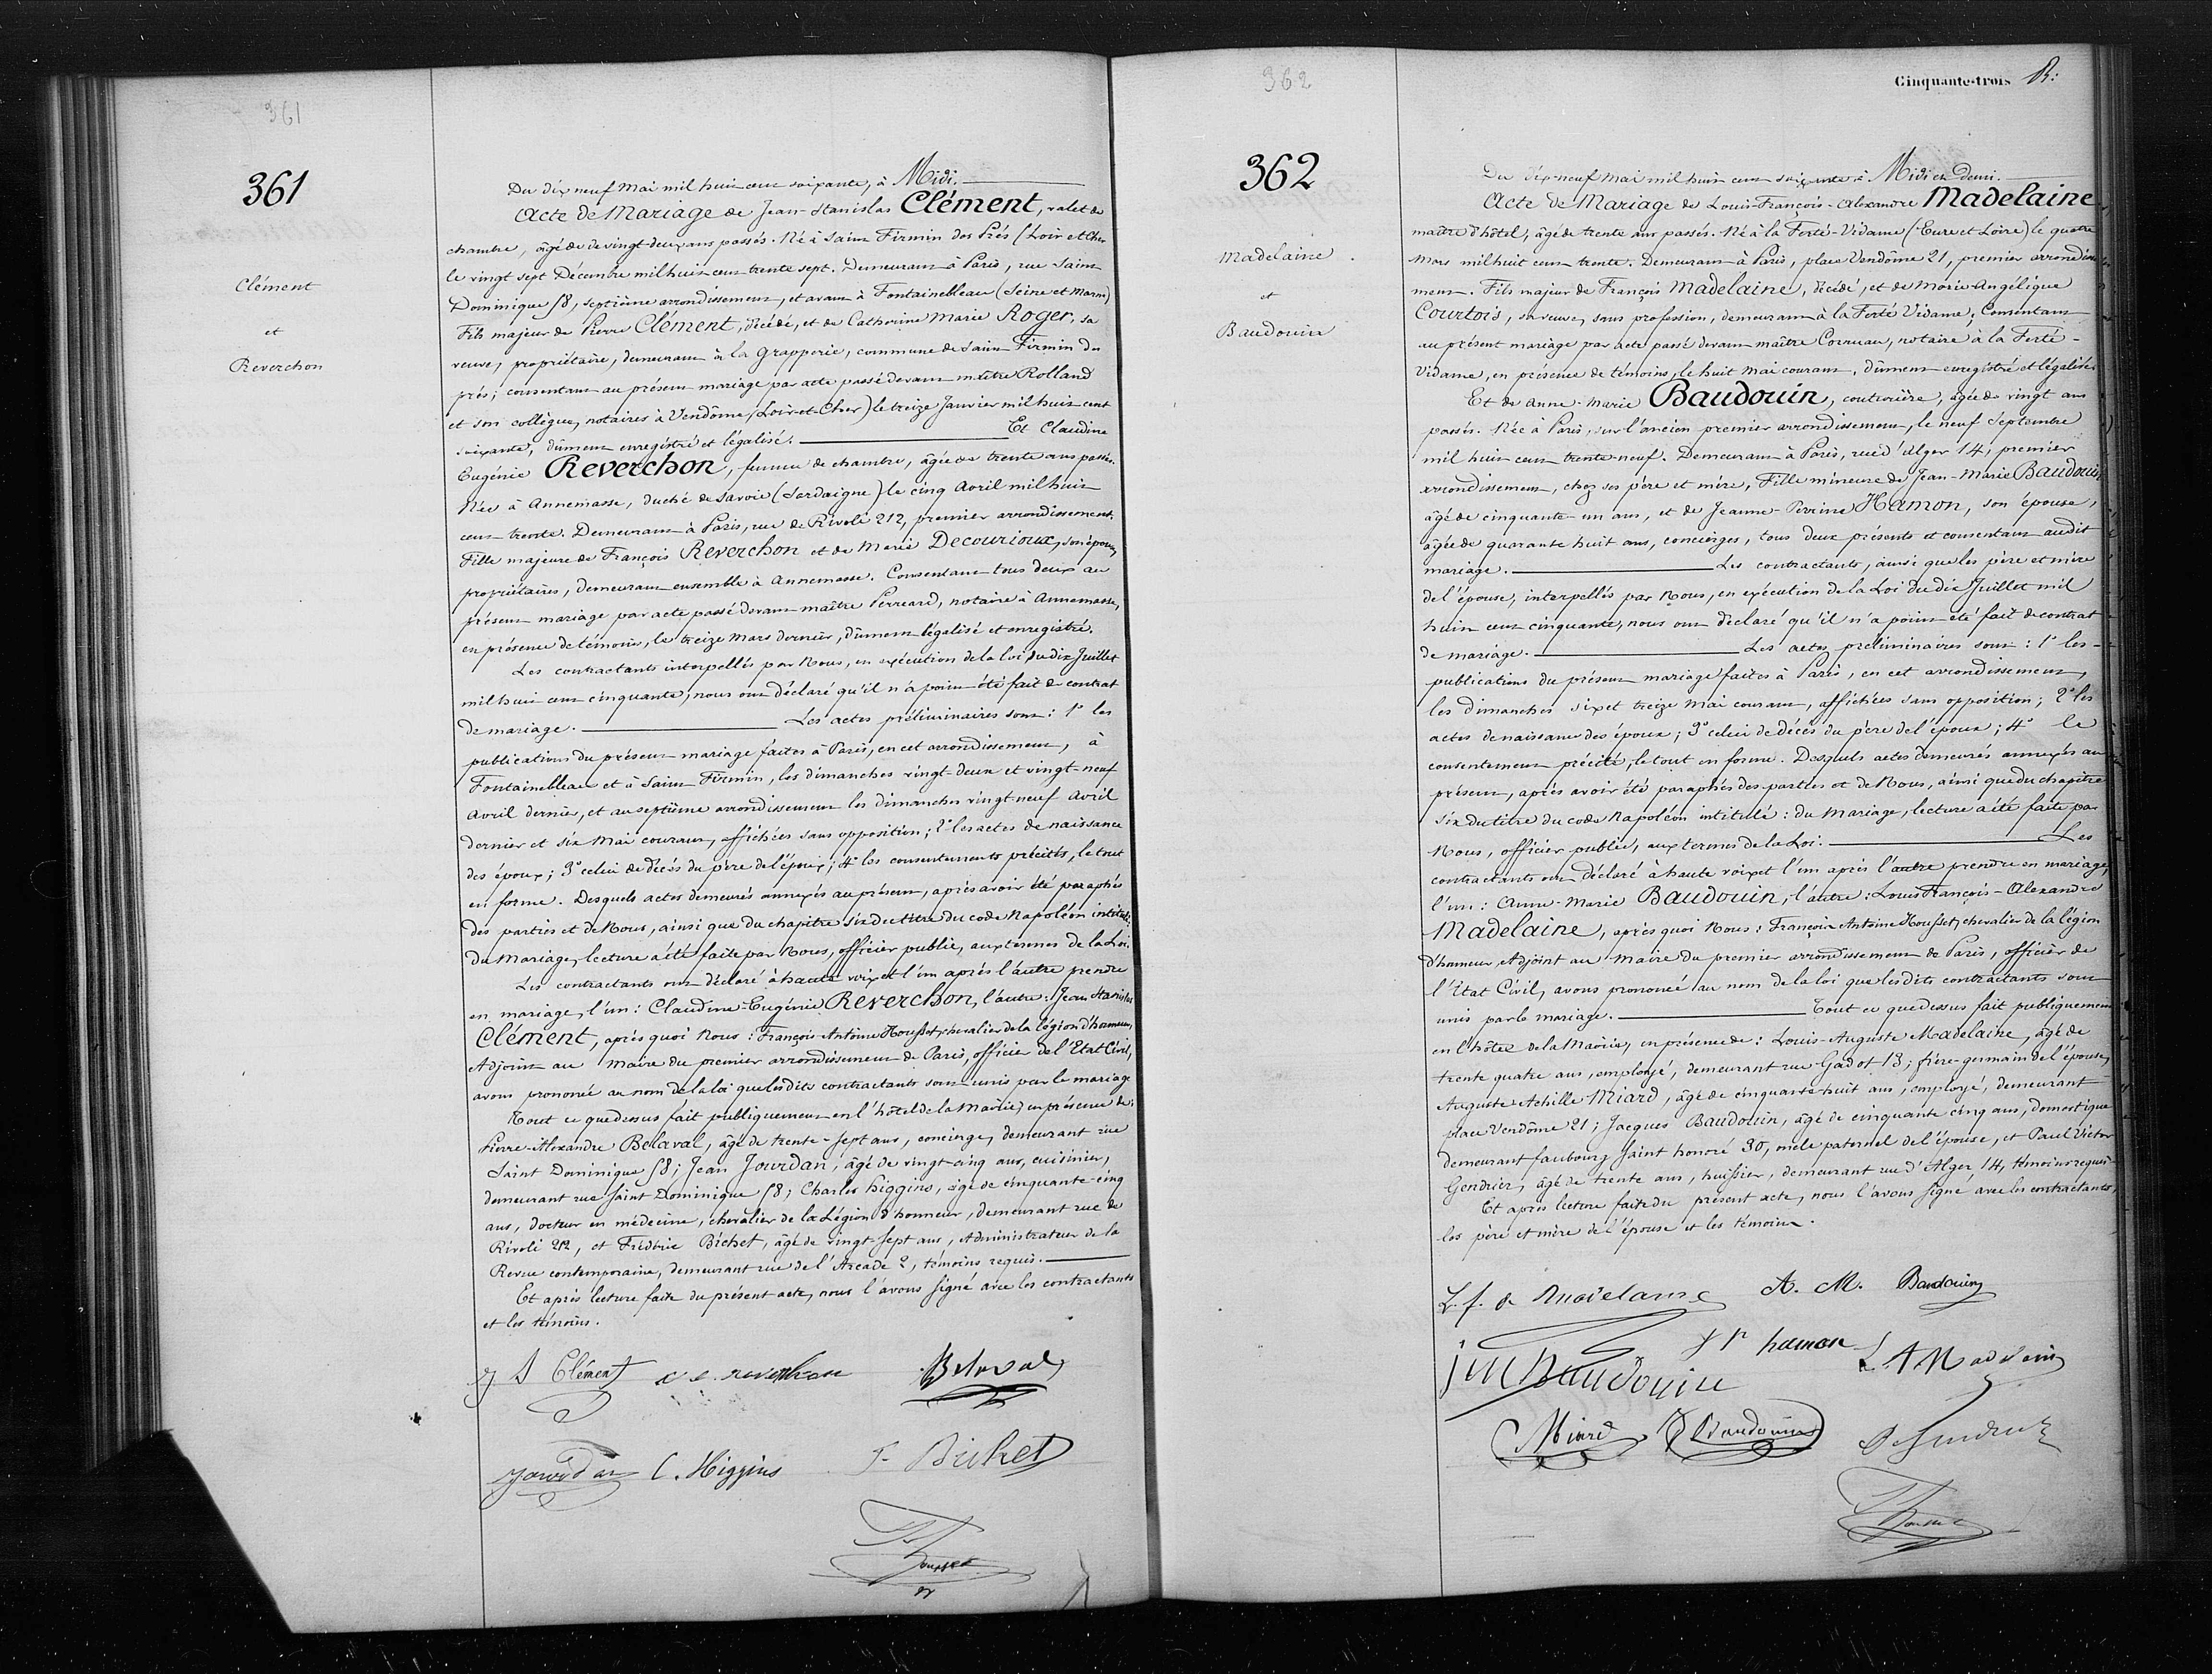 361
361
Clément
et
Reverchon
Du dix neuf Mai mil huit cent soixante, à Midi.
Acte de Mariage de Jean-Stanislas Clément, valet de
chambre, âgé de de vingt-deux ans passés. Né à Saint Firmin des Prés (Loir et Cher
le vingt sept Décembre mil huit cent trente sept. Demeurant à Paris, rue Saint
Dominique 58, septième arrondissement, et avant à Fontainebleau (Seine et Marne)
Fils majeur de Pierre Clément, décédé, et de Catherine Marie Roger, sa
veuve, propriétaire, demeurant à la Grapperie, commune de Saint Firmin des
prés; consentant au présent mariage par acte passé devant maître Rolland
et son collègue, notaires à Vendôme (Loir-et-Cher) le treize Janvier mil huit cent
soixante, dûment enregistré et légalisé. Et Claudine
Eugénie Reverchon, femme de chambre, âgée de trente ans passés.
Née à Annemasse, duché de Savoie (Sardaigne) le cinq Avril mil huit
cent trente. Demeurant à Paris, rue de Rivoli 212, premier arrondissement.
Fille majeure de François Reverchon et de Marie Decourioux, son épouse,
propriétaires, demeurant ensemble à Annemasse. Consentant tous deux au
présent mariage par acte passé devant maître Perreard, notaire à Annemasse,
en présence de témoins, le treize Mars dernier, dûment légalisé et enregistré.
Les contractants interpellés par Nous, en exécution de la loi du dix Juillet
mil huit cent cinquante, nous ont déclaré qu'il n'a point été fait de contrat
de mariage. Les actes préliminaires sont: 1° les
publications du présent mariage faites à Paris, en cet arrondissement, à
Fontainebleau et à Saint Firmin, les dimanches vingt-deux et vingt-neuf
Avril dernier, et au septième arrondissement les dimanches vingt neuf Avril
dernier et six Mai courant, affichées sans opposition; 2° les actes de naissance
des époux; 3° celui de décès du père de l'époux; 4° les consentements précités, le tout
en forme. Desquels actes demeurés annexés au présent, après avoir été paraphés
des parties et de Nous, ainsi que du chapitre six du titre du code Napoléon intitulé:
du Mariage, lecture a été faite par Nous, officier public, aux termes de la Loi.
Les contractants ont déclaré à haute voix et l'un après l'autre prendre
en mariage, l'un: Claudine-Eugénie Reverchon, l'autre: Jean Stanislas
Clément, après quoi Nous: François-Antoine Housset, chevalier de la légion d'honneur,
Adjoint au Maire du premier arrondissement de Paris, officier de l'Etat Civil,
avons prononcé au nom de la loi que lesdits contractants sont unis par le mariage
Tout ce que dessus fait publiquement en l'hôtel de la Mairie, en présence de:
Pierre-Alexandre Belaval, âgé de trente-sept ans, concierge, demeurant rue
Saint Dominique 58; Jean Jourdan, âgé de vingt-cinq ans, cuisinier,
demeurant rue Saint Dominique 58; Charles Higgins, âgé de cinquante-cinq
ans, docteur en médecine, chevalier de la Légion d'honneur, demeurant rue de
Rivoli 212, et Frédéric Bichet, âgé de vingt-sept ans, Administrateur de la
Revue contemporaine, demeurant rue de l'Arcade 2, témoins requis.
Et après lecture faite du présent acte, nous l'avons signé avec les contractants
et les témoins.
J S Clément c e reverchon Belaval
Jourdan C. Higgins F. Bichet
Housset
362
Cinquante-trois
362
Madelaine
et
Baudouin
Du dix-neuf Mai mil huit cent soixante à Midi et Demi.
Acte de Mariage de Louis-François-Alexandre Madelaine
maître d'hôtel, âgé de trente ans passés. Né à la Ferté-Vidame (Eure et Loire) le quatre
Mars mil huit cent trente. Demeurant à Paris, place Vendôme 21, premier arrondisse
ment. Fils majeur de François Madelaine, décédé, et de Marie Angélique
Courtois, sa veuve, sans profession, demeurant à la Ferté Vidame; Consentant
au présent mariage par acte passé devant maître Cornuau, notaire à la Ferté-
Vidame, en présence de témoins, le huit Mai courant, dûment enregistré et légalisé.
Et de Anne-Marie Baudouin, couturière, âgée de vingt ans
passés. Née à Paris, sur l'ancien premier arrondissement, le neuf Septembre
mil huit cent trente-neuf. Demeurant à Paris, rue d'Alger 14, premier
arrondissement, chez ses père et mère, Fille mineure de Jean-Marie Baudouin
âgé de cinquante-un ans, et de Jeanne-Perrine Hamon, son épouse,
âgée de quarante huit ans, concierges, tous deux présents et consentant audit
mariage. Les contractants, ainsi que les père et mère
de l'épouse, interpellés par Nous, en exécution de la Loi du dix Juillet mil
huit cent cinquante, nous ont déclaré qu'il n'a point été fait de contrat
de mariage. Les actes préliminaires sont: 1° les
publications du présent mariage faites à Paris, en cet arrondissement,
les dimanches six et treize Mai courant, affichées sans opposition; 2° les
actes de naissance des époux; 3° celui de décès du père de l'époux; 4° le
consentement précité, le tout en forme. Desquels actes demeurés annexés au
présent, après avoir été paraphés des parties et de Nous, ainsi que du chapitre
six du titre du code Napoléon intitulé: du Mariage, lecture a été faite par
Nous, officier public, aux termes de la Loi. Les
contractants ont déclaré à haute voix et l'un après l'autre prendre en mariage,
l'un: Anne-Marie Baudouin, l'autre: Louis François-Alexandre
Madelaine, après quoi Nous: François Antoine Housset, chevalier de la légion
d'honneur, Adjoint au Maire du premier arrondissement de Paris, officier de
l'Etat Civil, avons prononcé au nom de la loi que lesdits contractants sont
unis par le mariage. Tout ce que dessus fait publiquement
en l'hôtel de la Mairie, en présence de: Louis-Auguste Madelaine, âgé de
trente quatre ans, employé, demeurant rue Gadot 13; frère-germain de l'épouse,
Auguste Achille Miard, âgé de cinquante-huit ans, employé, demeurant
place Vendôme 21; Jacques Baudouin, âgé de cinquante cinq ans, domestique
demeurant faubourg Saint honoré 30, oncle paternel de l'épouse, et Paul Victor
Gendrier, âgé de trente ans, huissier, demeurant rue d'Alger 14, témoins requis.
Et après lecture faite du présent acte, nous l'avons signé avec les contractants,
les père et mère de l'épouse et les témoins.
L. f. a Madelaine A. M. Baudouin
j m Baudouin hamon L A Madelaine
Miard Baudouin
Housset